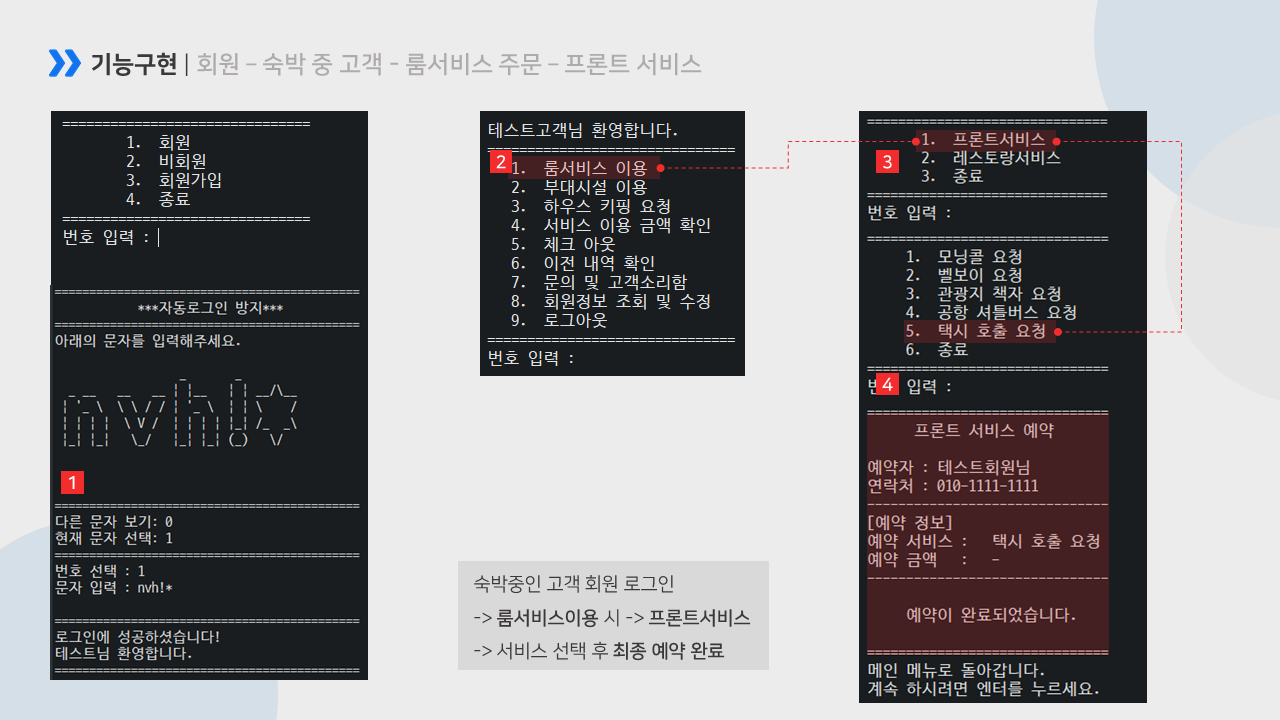 기능구현 | 회원 – 숙박 중 고객 - 룸서비스 주문 – 프론트 서비스
===============================
1. 회원
2. 비회원
3. 회원가입
4. 종료
===============================
번호 입력 :
============================================
***자동로그인 방지***
============================================
아래의 문자를 입력해주세요.
nvh!*
1
============================================
다른 문자 보기: 0
현재 문자 선택: 1
============================================
번호 선택 : 1
문자 입력 : nvh!*
============================================
로그인에 성공하셨습니다!
테스트님 환영합니다.
============================================
테스트고객님 환영합니다.
===============================
2
1. 룸서비스 이용
2. 부대시설 이용
3. 하우스 키핑 요청
4. 서비스 이용 금액 확인
5. 체크 아웃
6. 이전 내역 확인
7. 문의 및 고객소리함
8. 회원정보 조회 및 수정
9. 로그아웃
===============================
번호 입력 :
숙박중인 고객 회원 로그인
-> 룸서비스이용 시 -> 프론트서비스
-> 서비스 선택 후 최종 예약 완료
===============================
1. 프론트서비스
3
2. 레스토랑서비스
3. 종료
===============================
번호 입력 :
===============================
1. 모닝콜 요청
2. 벨보이 요청
3. 관광지 책자 요청
4. 공항 셔틀버스 요청
5. 택시 호출 요청
6. 종료
===============================
4
입력 :
===============================
프론트 서비스 예약
예약자 : 테스트회원님
연락처 : 010-1111-1111
-------------------------------
[예약 정보]
예약 서비스 : 택시 호출 요청
예약 금액 : -
-------------------------------
예약이 완료되었습니다.
===============================
메인 메뉴로 돌아갑니다.
계속 하시려면 엔터를 누르세요.